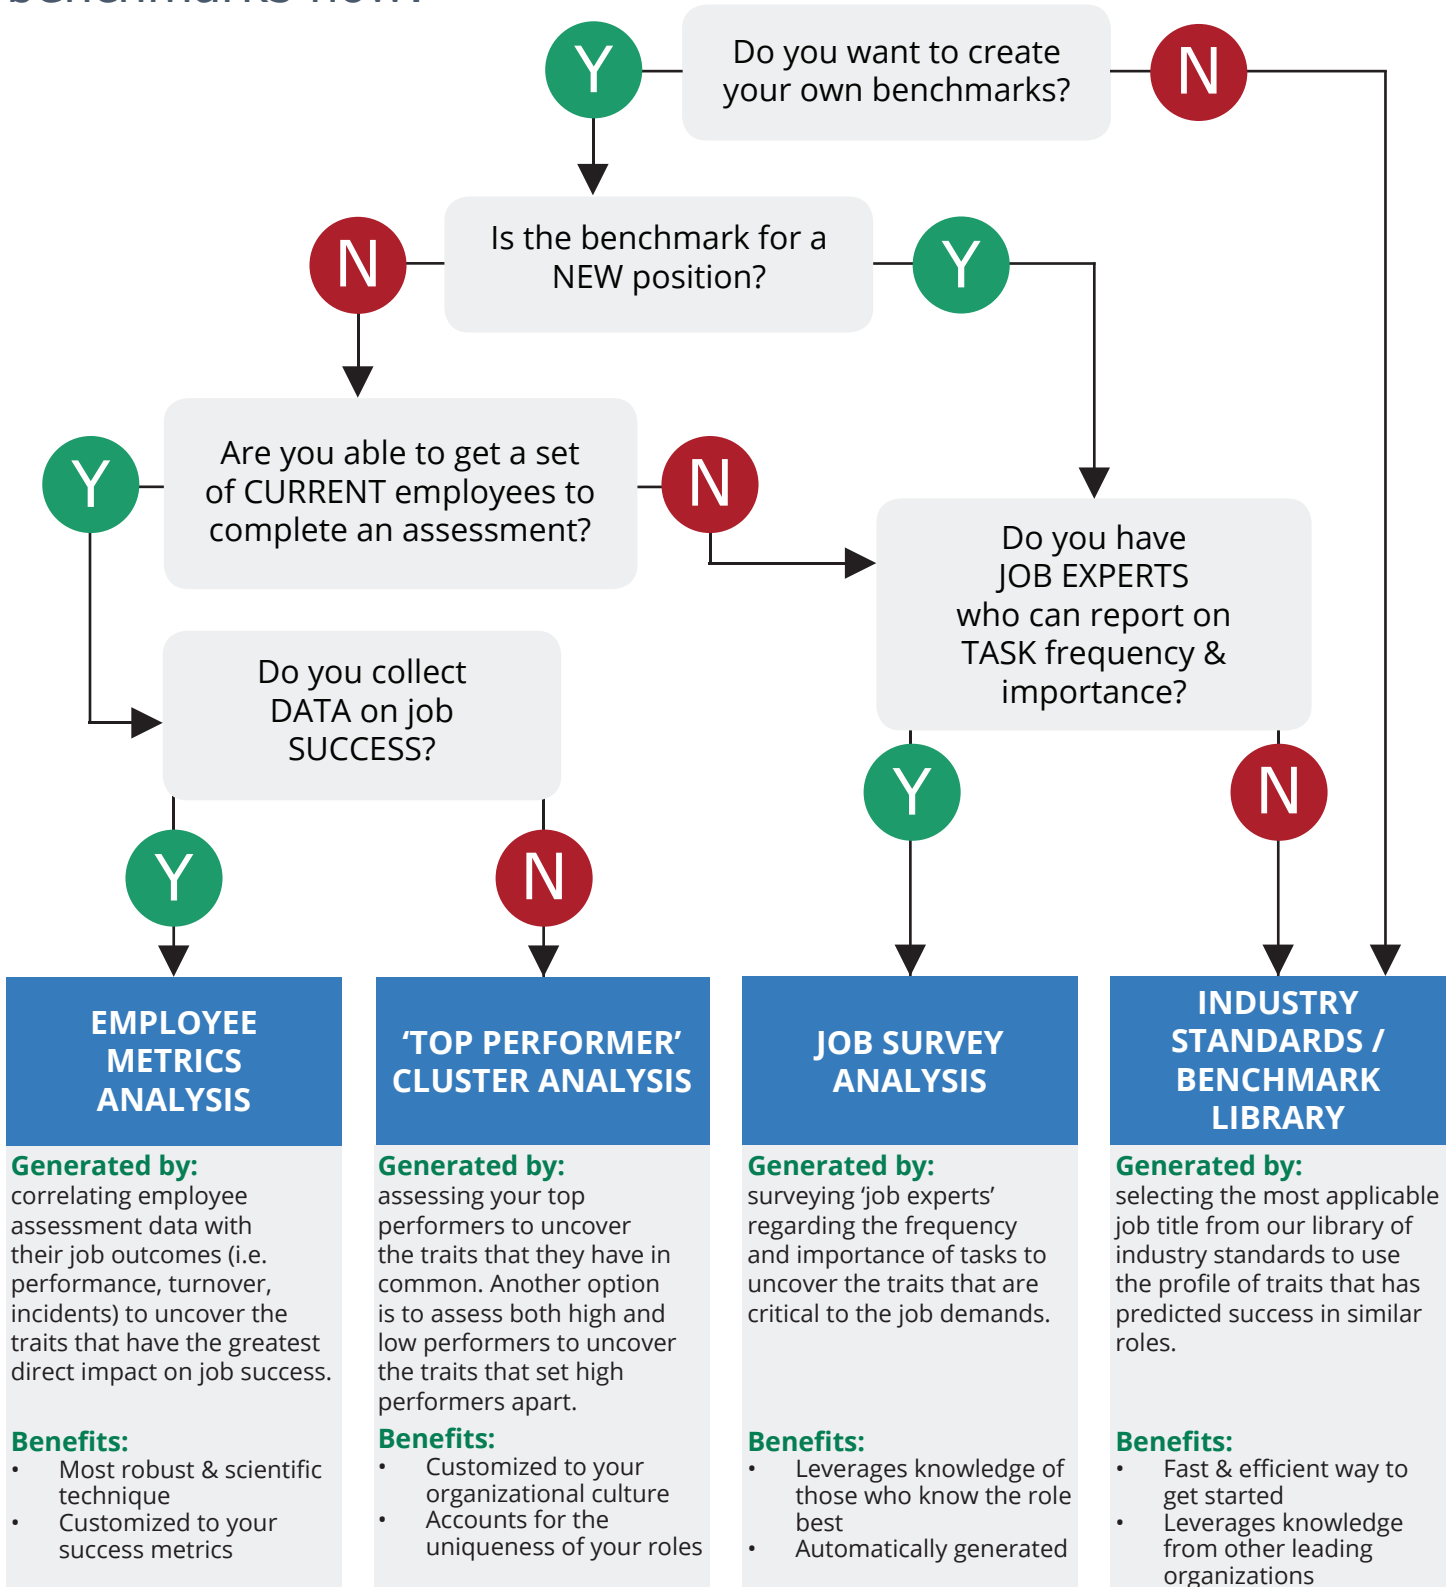 benchmarks now?
Y
Do you want to create
your own benchmarks?
N
N
Is the benchmark for a
NEW position?
Y
Y
Are you able to get a set
of CURRENT employees to
complete an assessment?
N
Do you have
JOB EXPERTS
who can report on
TASK frequency &
importance?
Do you collect
DATA on job
SUCCESS?
Y
N
Y
N
EMPLOYEE
METRICS
ANALYSIS
Generated by:
correlating employee
assessment data with
their job outcomes (i.e.
performance, turnover,
incidents) to uncover the
traits that have the greatest
direct impact on job success.
Benefits:
• Most robust & scientific
technique
• Customized to your
success metrics
‘TOP PERFORMER’
CLUSTER ANALYSIS
Generated by:
assessing your top
performers to uncover
the traits that they have in
common. Another option
is to assess both high and
low performers to uncover
the traits that set high
performers apart.
Benefits:
• Customized to your
organizational culture
• Accounts for the
uniqueness of your roles
JOB SURVEY
ANALYSIS
Generated by:
surveying ‘job experts’
regarding the frequency
and importance of tasks to
uncover the traits that are
critical to the job demands.
Benefits:
• Leverages knowledge of
those who know the role
best
• Automatically generated
INDUSTRY
STANDARDS /
BENCHMARK
LIBRARY
Generated by:
selecting the most applicable
job title from our library of
industry standards to use
the profile of traits that has
predicted success in similar
roles.
Benefits:
• Fast & efficient way to
get started
• Leverages knowledge
from other leading
organizations